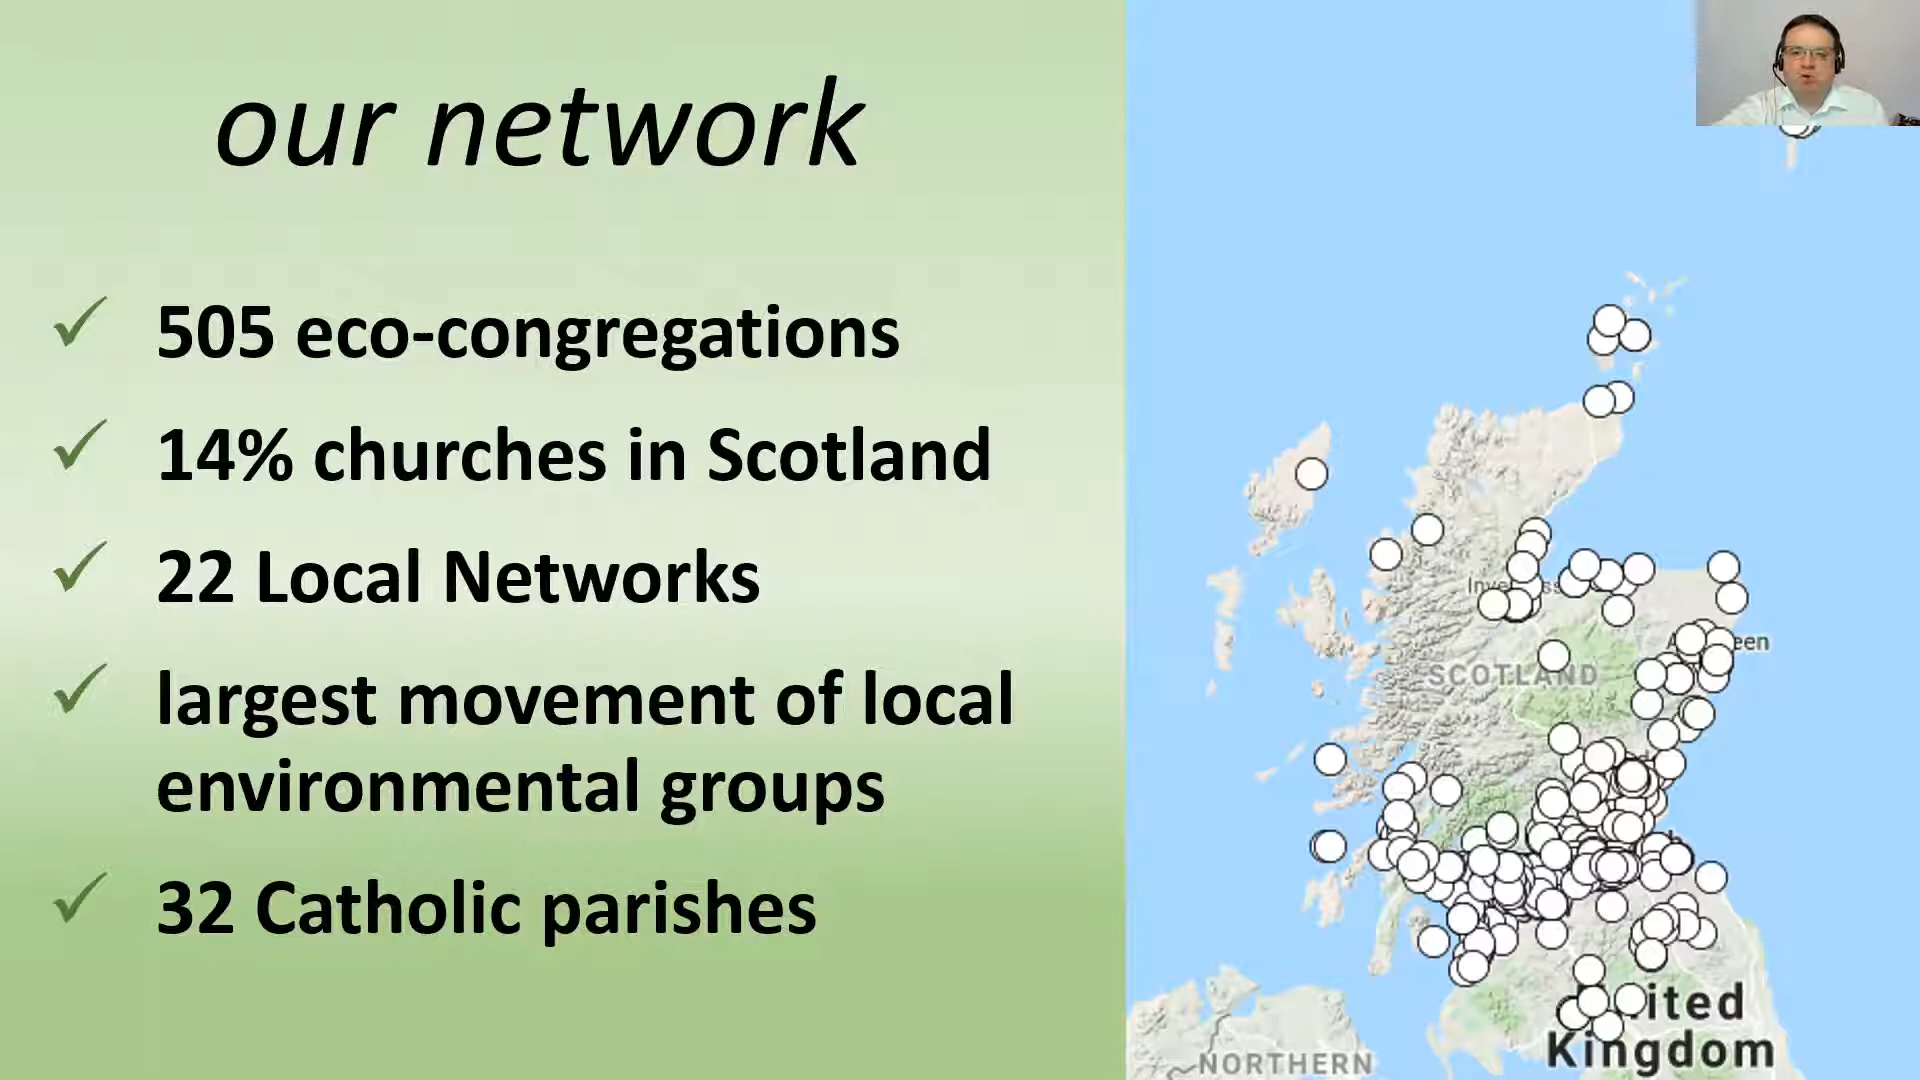 our network
✓ 505 eco-congregations
✓ 14% churches in Scotland
✓ 22 Local Networks
✓ largest movement of local
environmental groups
✓ 32 Catholic parishes
SCOTLAND
Kingdom
NORTHERN